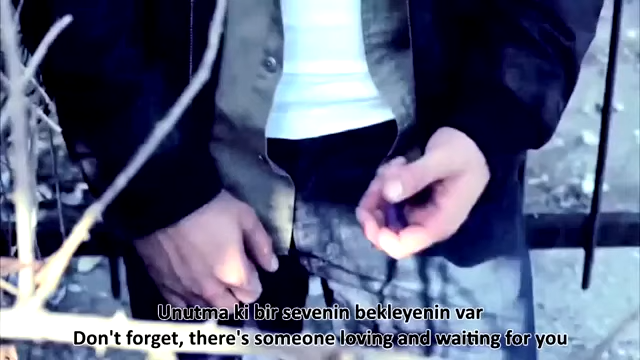 Unutma ki bir sevenin bekleyenin var
Don't forget, there's someone loving and waiting for you